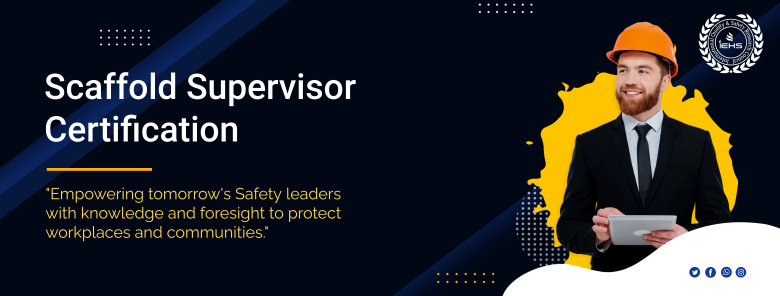 Scaffold Supervisor
Certification
"Empowering tomorrow's Safety leaders
with knowledge and foresight to protect
workplaces and communities."
IEHS